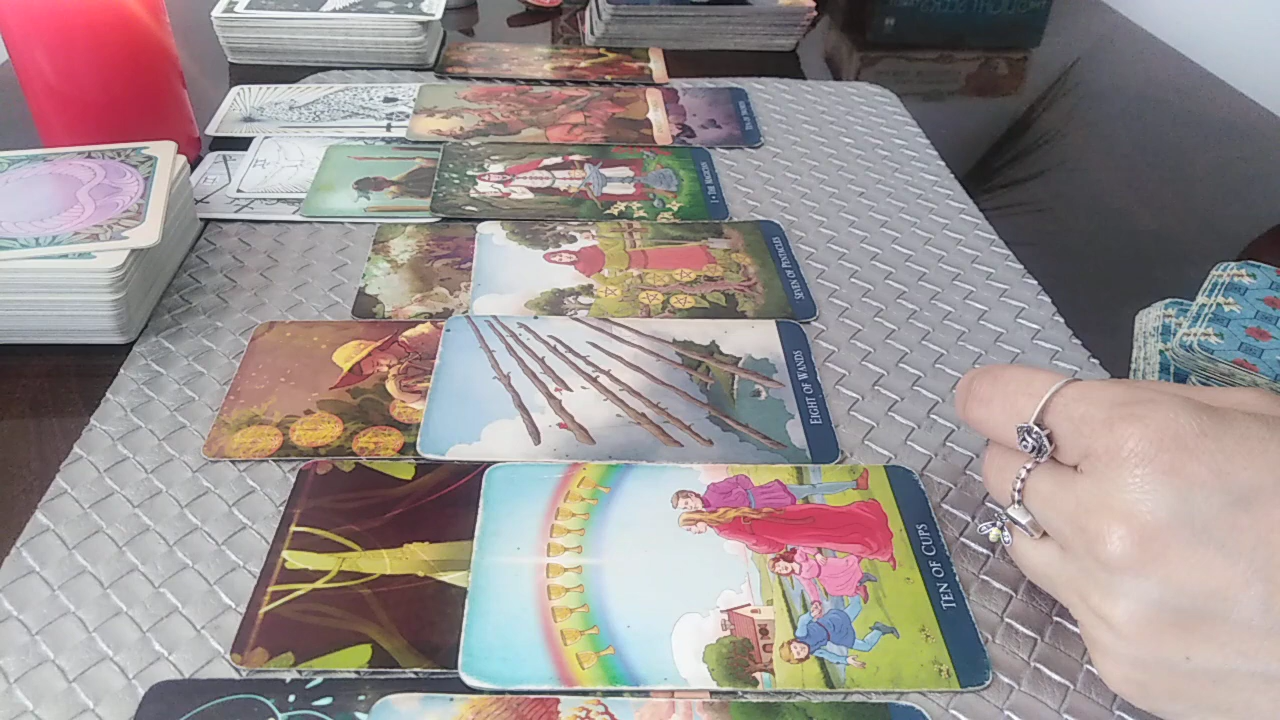 I • THE MAGICIAN
SEVEN OF PENTACLES
EIGHT OF WANDS
TEN OF CUPS